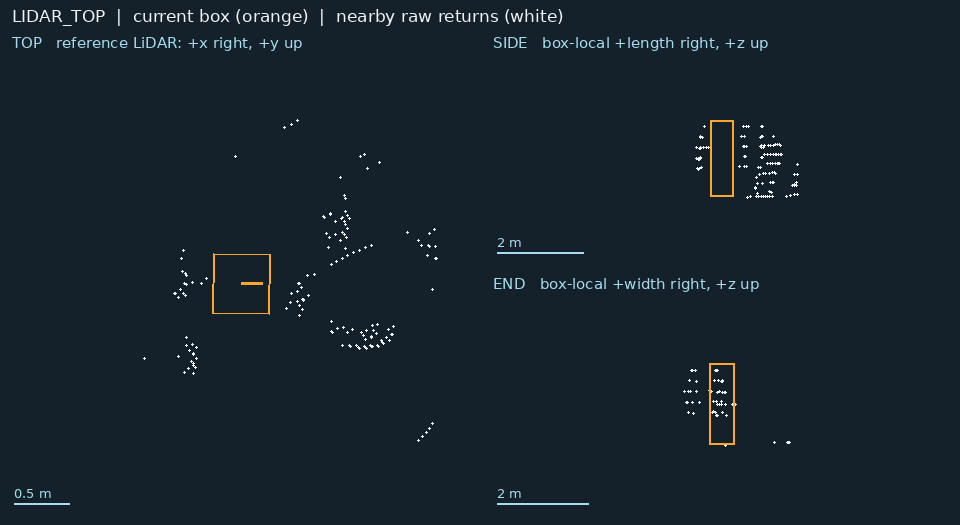 LIDAR_TOP | current box (orange) | nearby raw returns (white)
TOP reference LiDAR: +x right, +y up
SIDE box-local +length right, +z up
2 m
END box-local +width right, +z up
0.5 m
2 m